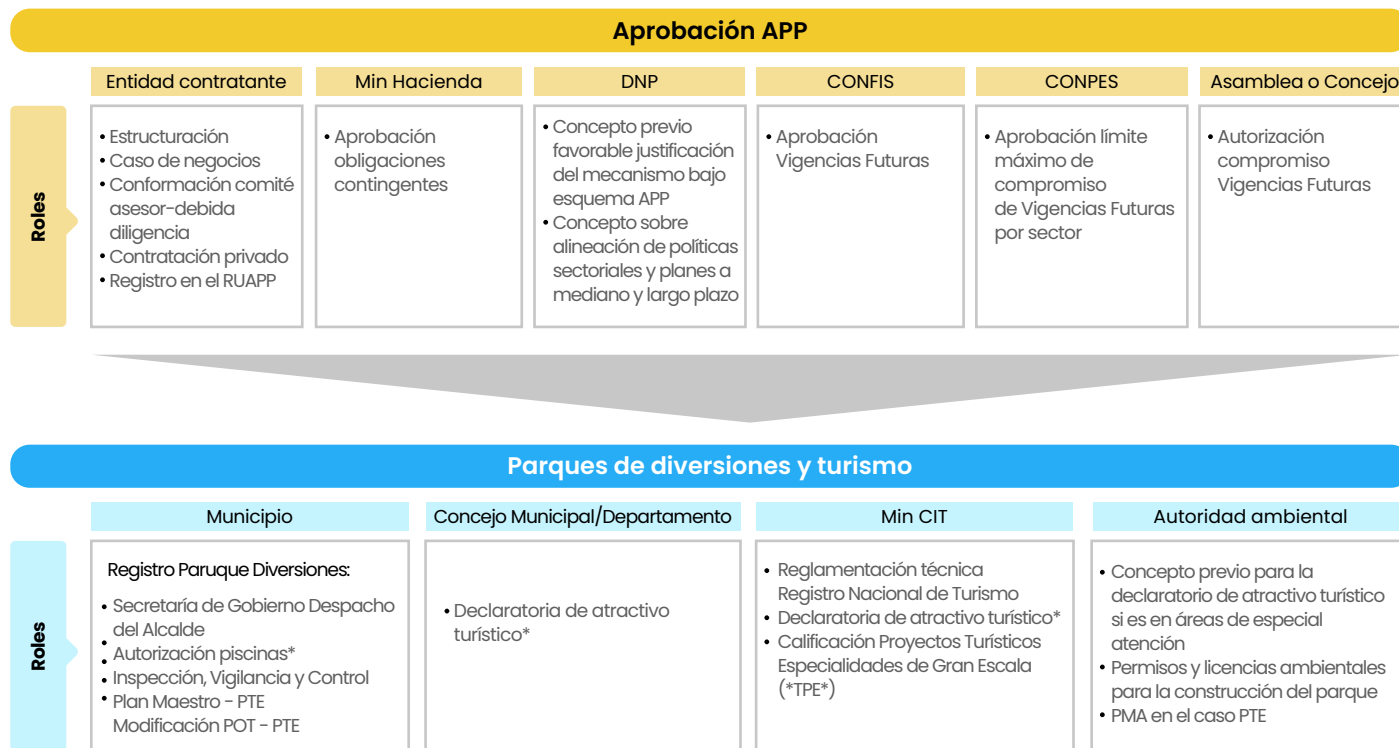 Aprobación APP
Entidad contratante
Min Hacienda
DNP
CONFIS
CONPES
Asamblea o Concejo
Roles
• Estructuración
• Caso de negocios
• Conformación comité
asesor-debida
diligencia
• Contratación privado
• Registro en el RUAPP
• Aprobación
obligaciones
contingentes
• Concepto previo
favorable justificación
del mecanismo bajo
esquema APP
• Concepto sobre
alineación de políticas
sectoriales y planes a
mediano y largo plazo
• Aprobación
Vigencias Futuras
• Aprobación límite
máximo de
compromiso
de Vigencias Futuras
por sector
• Autorización
compromiso
Vigencias Futuras
Parques de diversiones y turismo
Municipio
Concejo Municipal/Departamento
Min CIT
Autoridad ambiental
Roles
Registro Paruque Diversiones:
• Secretaría de Gobierno Despacho
del Alcalde
• Autorización piscinas*
• Inspección, Vigilancia y Control
• Plan Maestro - PTE
Modificación POT - PTE
• Declaratoria de atractivo
turístico*
• Reglamentación técnica
Registro Nacional de Turismo
• Declaratoria de atractivo turístico*
• Calificación Proyectos Turísticos
Especialidades de Gran Escala
(*TPE*)
• Concepto previo para la
declaratorio de atractivo turístico
si es en áreas de especial
atención
• Permisos y licencias ambientales
para la construcción del parque
• PMA en el caso PTE